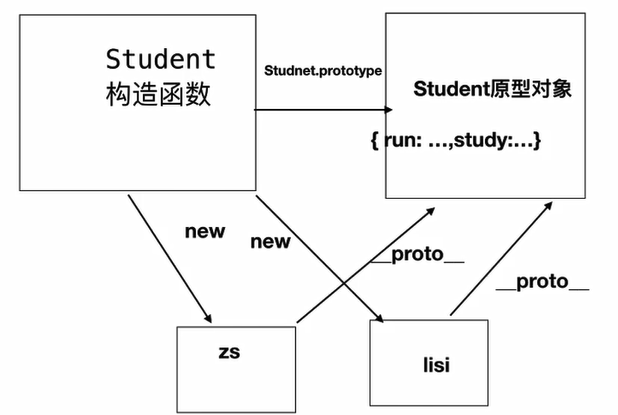 Student
构造函数
Studnet.prototype
Student原型对象
{ run: ...,study:...}
new
new
__proto__
__proto__
zs
lisi